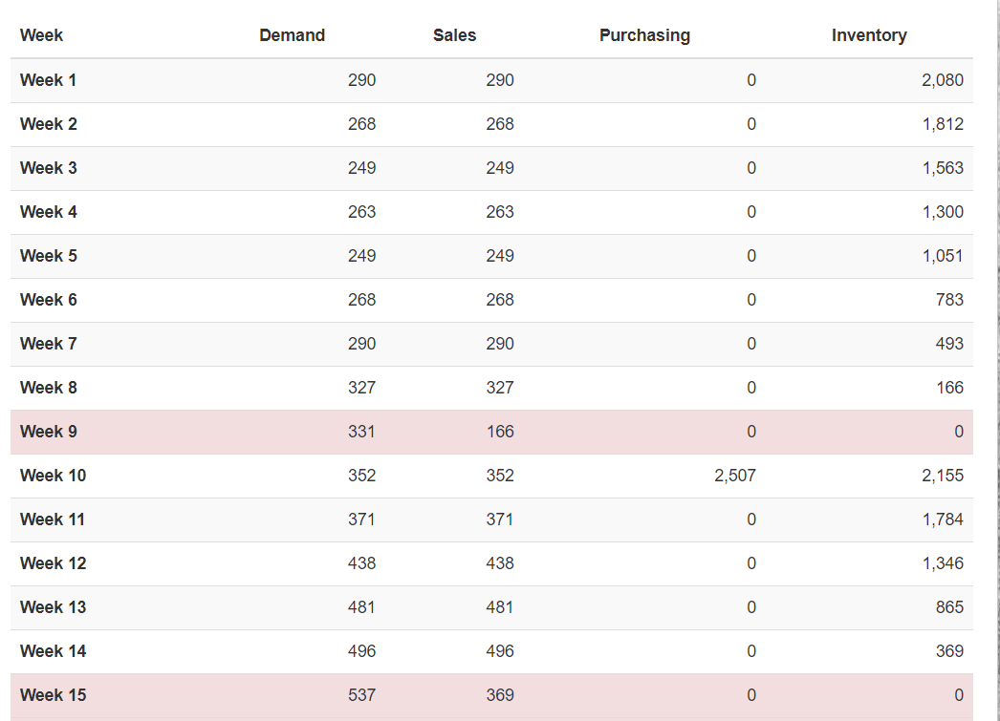 Week Demand Sales Purchasing Inventory
Week 1 290 290 0 2,080
Week 2 268 268 0 1,812
Week 3 249 249 0 1,563
Week 4 263 263 0 1,300
Week 5 249 249 0 1,051
Week 6 268 268 0 783
Week 7 290 290 0 493
Week 8 327 327 0 166
Week 9 331 166 0 0
Week 10 352 352 2,507 2,155
Week 11 371 371 0 1,784
Week 12 438 438 0 1,346
Week 13 481 481 0 865
Week 14 496 496 0 369
Week 15 537 369 0 0